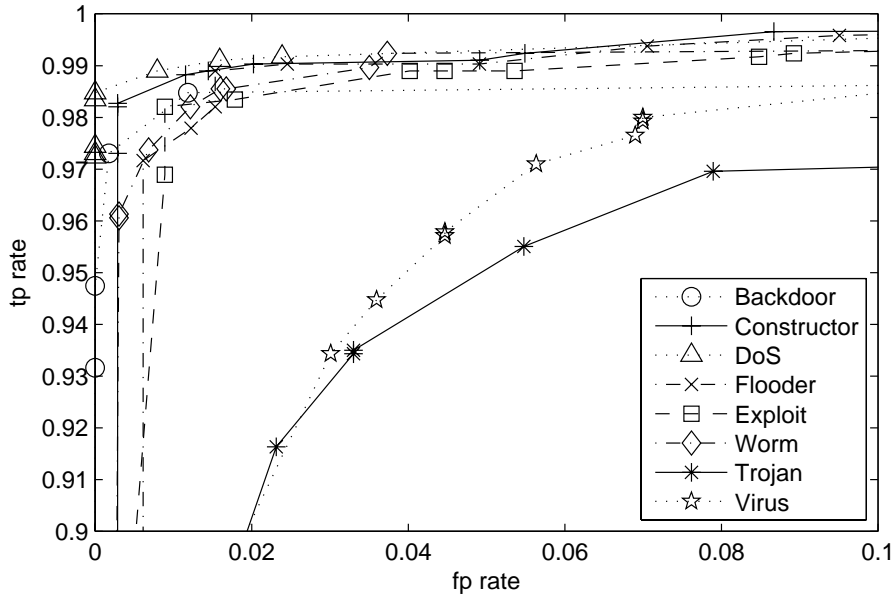 1
0.99
0.98
0.97
0.96
0.95
0.94
0.93
0.92
0.91
0.9
tp rate
0
0.02
0.04
0.06
0.08
0.1
fp rate
Backdoor
Constructor
DoS
Flooder
Exploit
Worm
Trojan
Virus